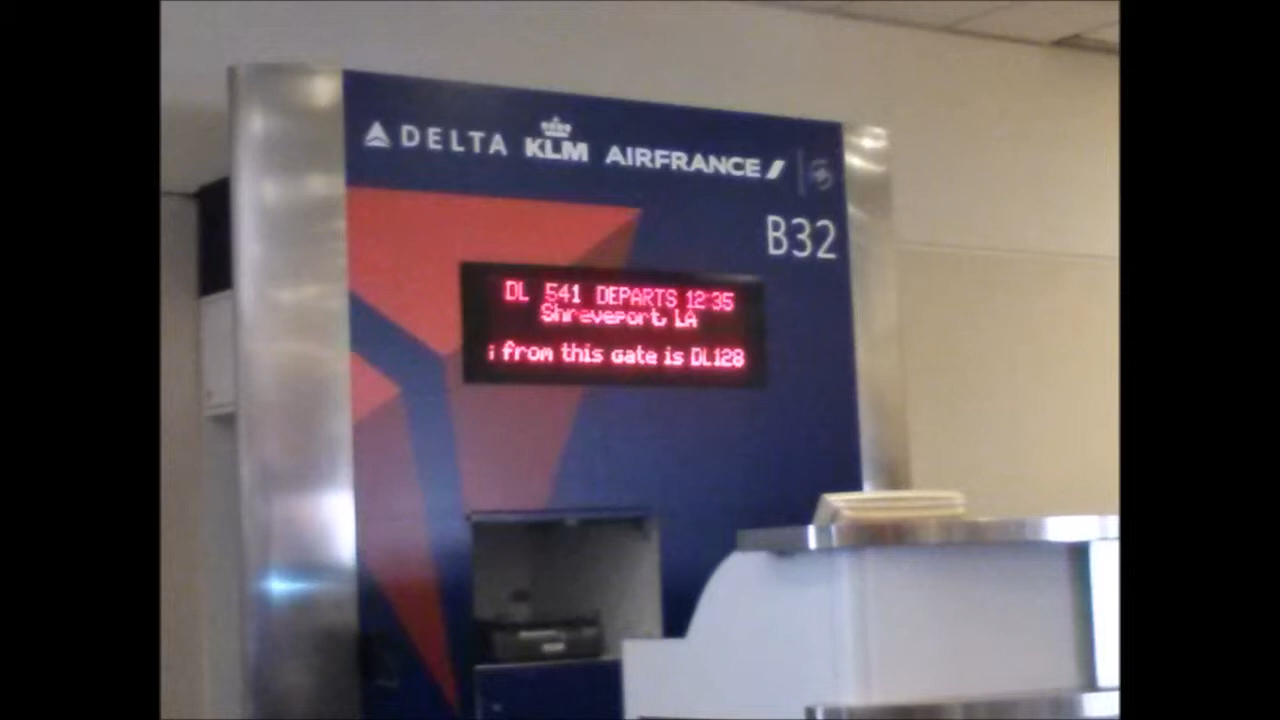 DELTA KLM AIRFRANCE
B32
DL 541 DEPARTS 12:35
Shreveport, LA
from this Gate is DL128